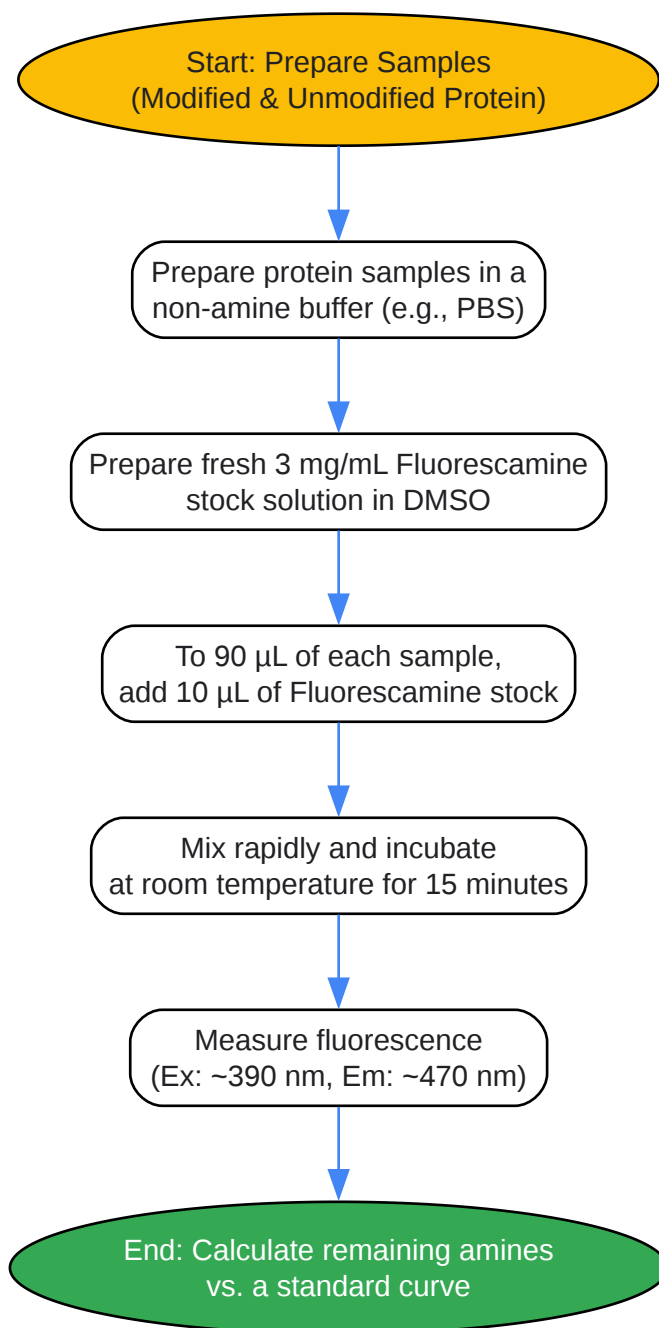 Start: Prepare Samples
(Modified & Unmodified Protein)
Prepare protein samples in a
non-amine buffer (e.g., PBS)
Prepare fresh 3 mg/mL Fluorescamine
stock solution in DMSO
To 90 µL of each sample,
add 10 µL of Fluorescamine stock
Mix rapidly and incubate
at room temperature for 15 minutes
Measure fluorescence
(Ex: ~390 nm, Em: ~470 nm)
End: Calculate remaining amines
vs. a standard curve